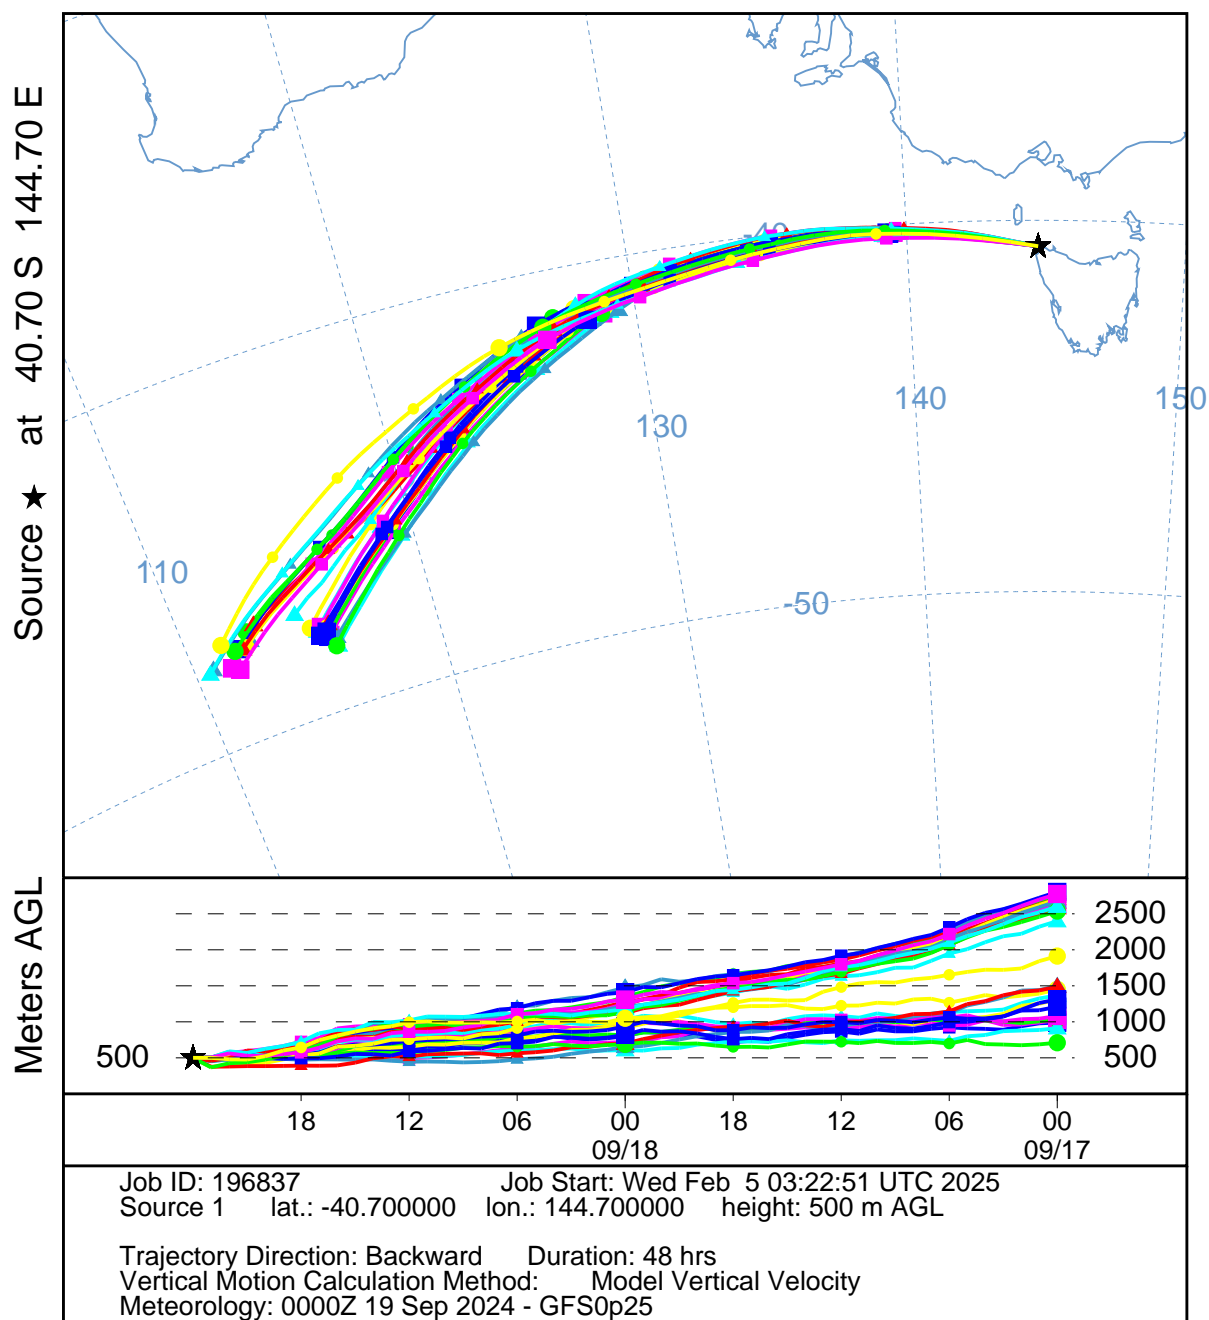 Source ★ at 40.70 S 144.70 E
-40
130
140
150
110
-50
Meters AGL
2500
2000
1500
1000
500
500
18 12 06 00 18 12 06 00
09/18 09/17
Job ID: 196837 Job Start: Wed Feb 5 03:22:51 UTC 2025
Source 1 lat.: -40.700000 lon.: 144.700000 height: 500 m AGL
Trajectory Direction: Backward Duration: 48 hrs
Vertical Motion Calculation Method: Model Vertical Velocity
Meteorology: 0000Z 19 Sep 2024 - GFS0p25